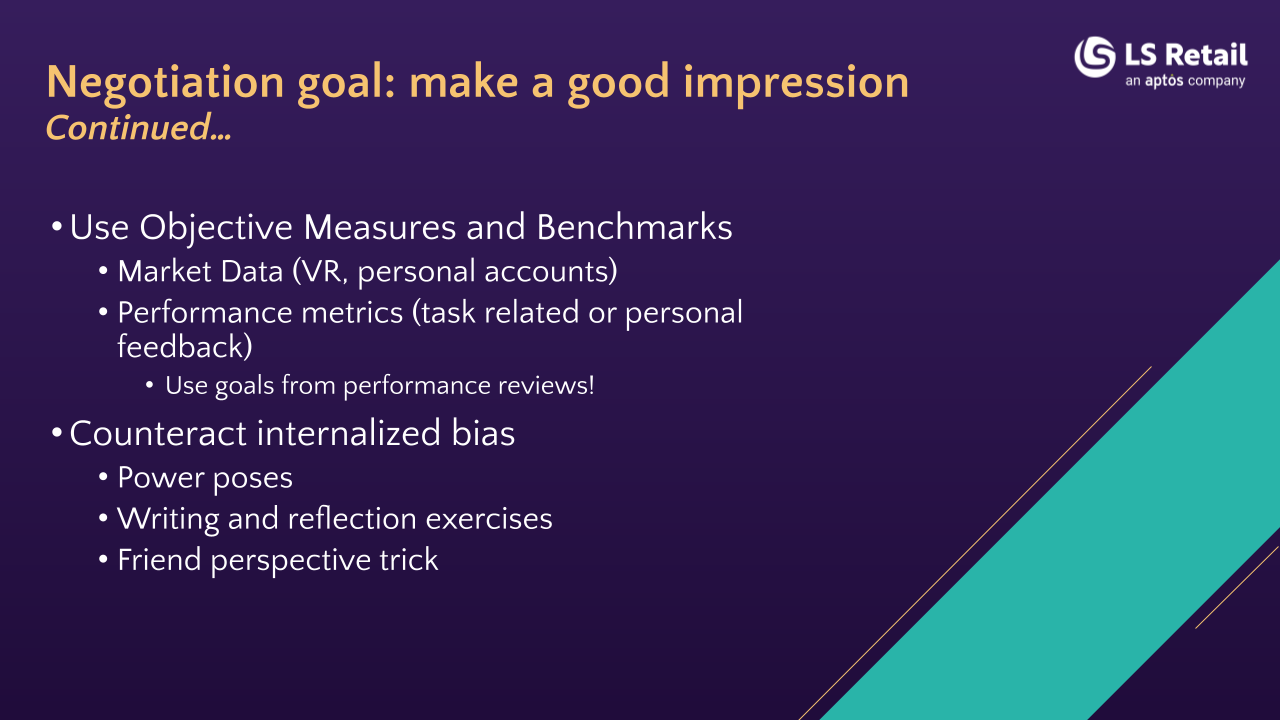 Negotiation goal: make a good impression
Continued…
LS Retail
an aptos company
• Use Objective Measures and Benchmarks
• Market Data (VR, personal accounts)
• Performance metrics (task related or personal
feedback)
• Use goals from performance reviews!
• Counteract internalized bias
• Power poses
• Writing and reflection exercises
• Friend perspective trick